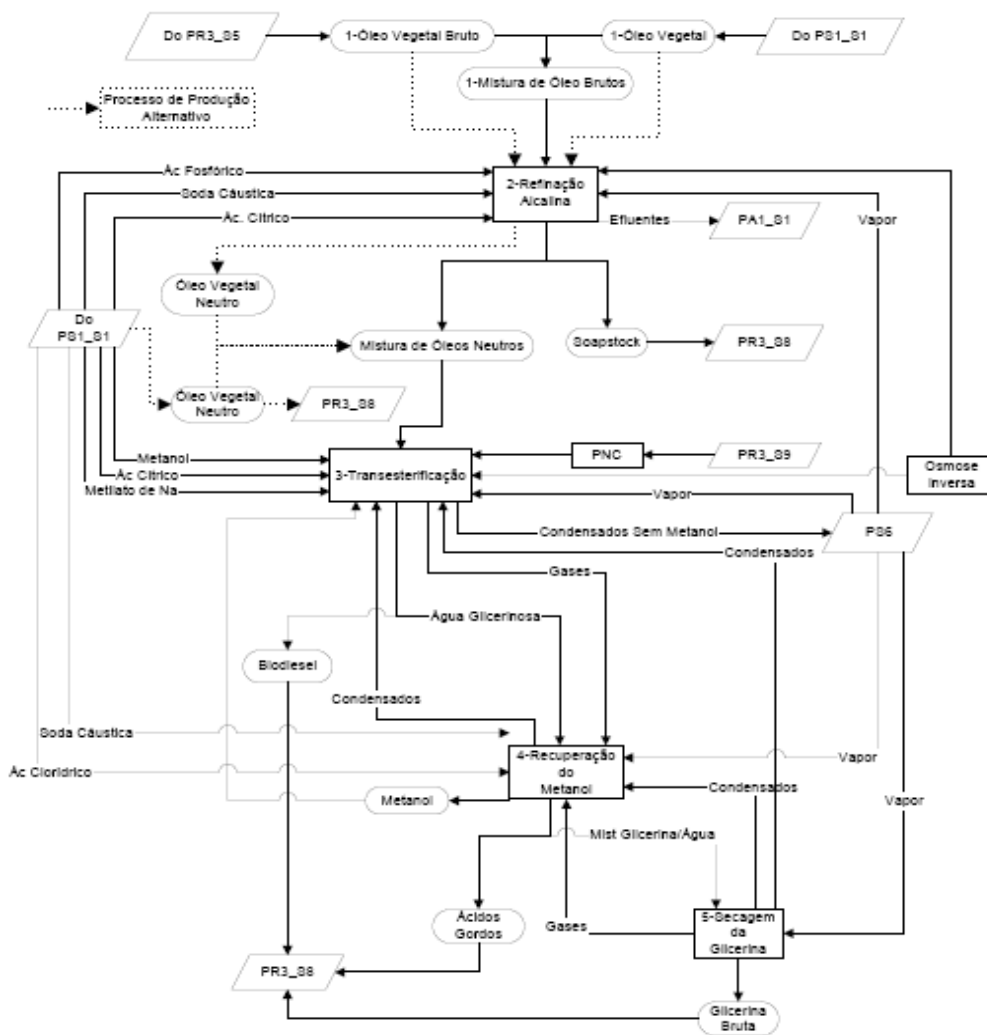 Do PR3_S5
1-Óleo Vegetal Bruto
1-Óleo Vegetal
Do PS1_S1
1-Mistura de Óleo Brutos
Processo de Produção
Alternativo
Ác Fosfórico
Soda Cáustica
Ác. Cítrico
2-Refinação
Alcalina
Efluentes
PA1_S1
Vapor
Óleo Vegetal
Neutro
Do
PS1_S1
Mistura de Óleos Neutros
Soapstock
PR3_S8
Óleo Vegetal
Neutro
PR3_S8
Metanol
Ác Cítrico
Metilato de Na
3-Transesterificação
PNC
PR3_S9
Osmose
Inversa
Vapor
Condensados Sem Metanol
PS6
Condensados
Gases
Água Glicerinosa
Biodiesel
Condensados
Soda Cáustica
4-Recuperação
do
Metanol
Vapor
Ác Clorídrico
Metanol
Condensados
Vapor
Mist Glicerina/Água
Ácidos
Gordos
Gases
5-Secagem
da
Glicerina
PR3_S8
Glicerina
Bruta